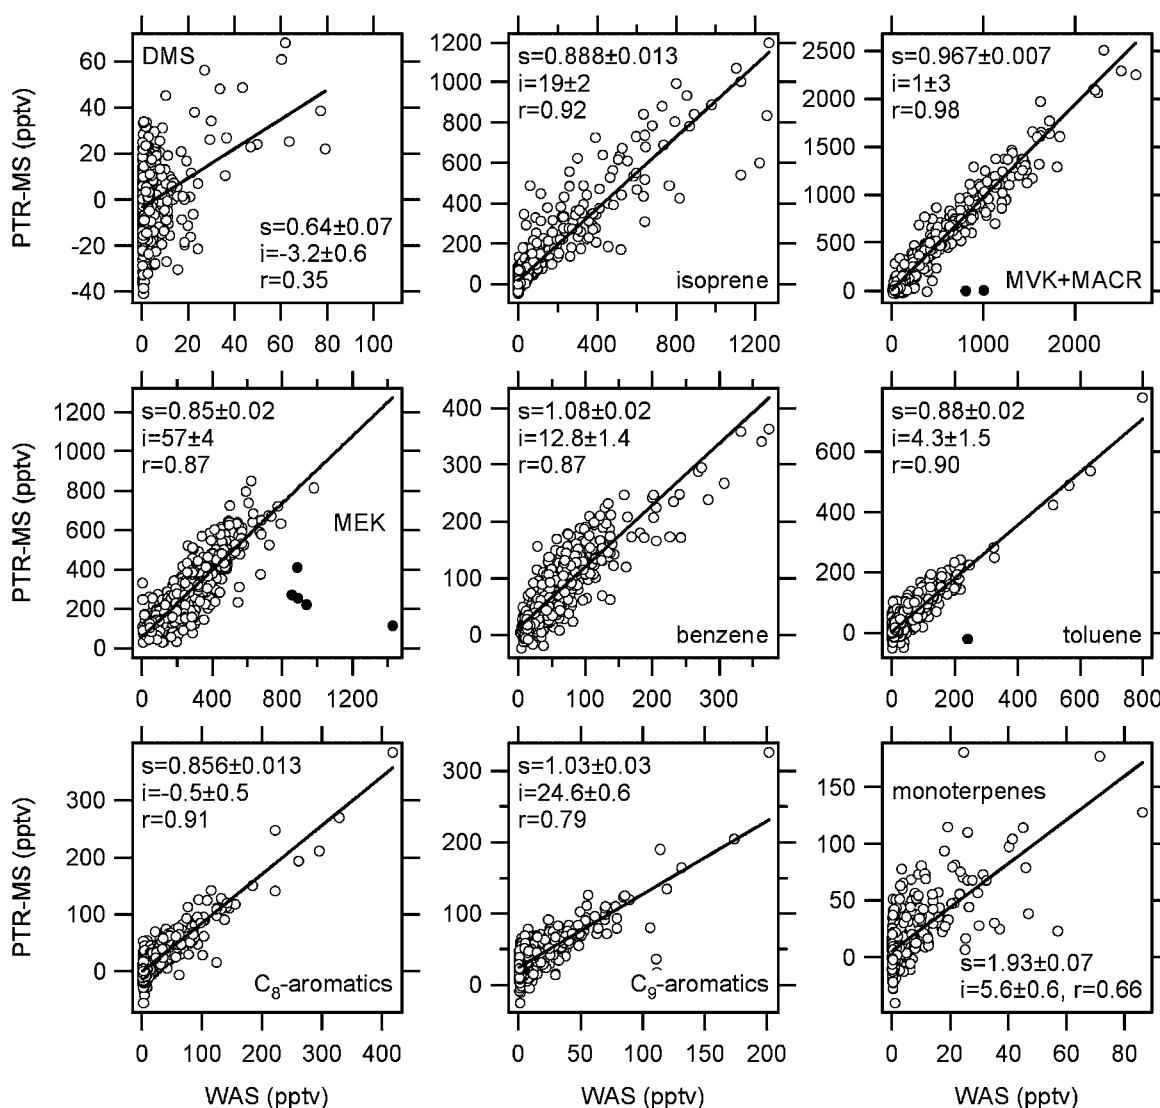 DMS
s=0.64±0.07
i=-3.2±0.6
r=0.35
PTR-MS (pptv)
60
40
20
0
-20
-40
0 20 40 60 80 100
s=0.888±0.013
i=19±2
r=0.92
isoprene
1200
1000
800
600
400
200
0
0 400 800 1200
s=0.967±0.007
i=1±3
r=0.98
MVK+MACR
2500
2000
1500
1000
500
0
0 1000 2000
s=0.85±0.02
i=57±4
r=0.87
MEK
PTR-MS (pptv)
1200
1000
800
600
400
200
0
0 400 800 1200
s=1.08±0.02
i=12.8±1.4
r=0.87
benzene
400
300
200
100
0
0 100 200 300
s=0.88±0.02
i=4.3±1.5
r=0.90
toluene
600
400
200
0
0 200 400 600 800
s=0.856±0.013
i=-0.5±0.5
r=0.91
C8-aromatics
PTR-MS (pptv)
300
200
100
0
0 100 200 300 400
WAS (pptv)
s=1.03±0.03
i=24.6±0.6
r=0.79
C9-aromatics
300
200
100
0
0 50 100 150 200
WAS (pptv)
monoterpenes
s=1.93±0.07
i=5.6±0.6, r=0.66
150
100
50
0
0 20 40 60 80
WAS (pptv)